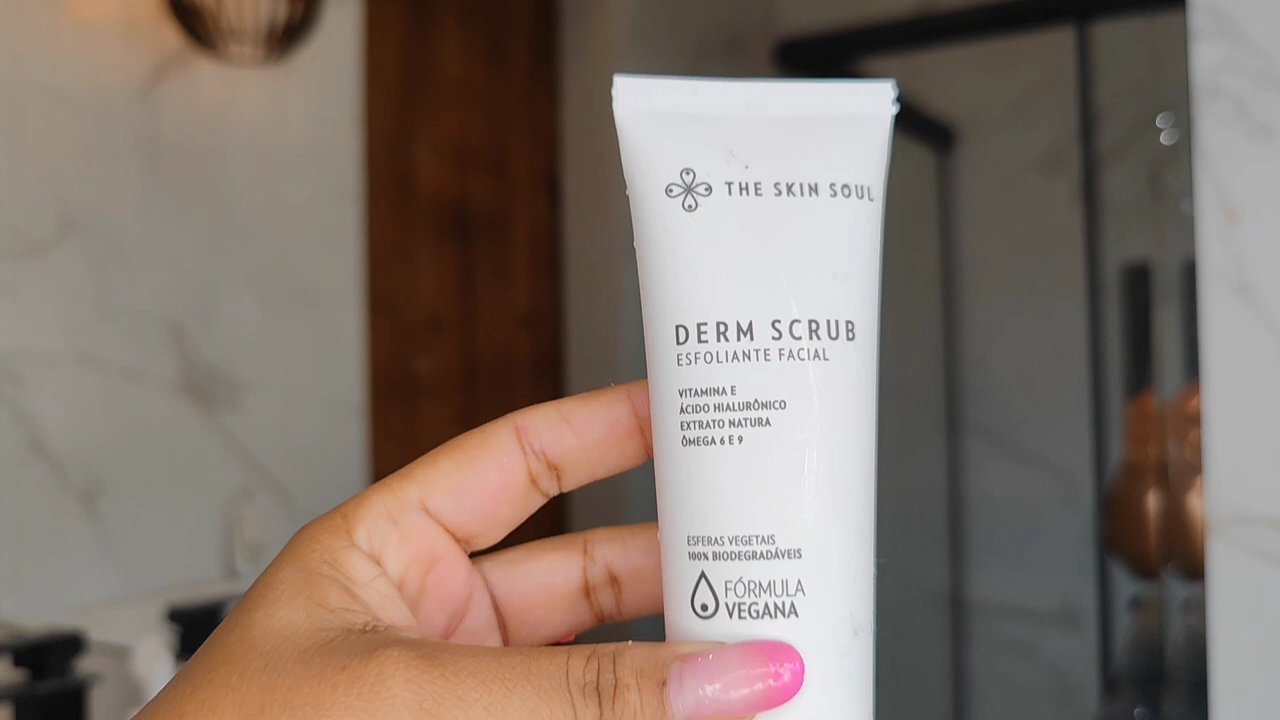 THE SKIN SOUL
DERM SCRUB
ESFOLIANTE FACIAL
VITAMINA E
ÁCIDO HIALURÔNICO
EXTRATO NATURA
ÔMEGA 6 E 9
ESFERAS VEGETAIS
100% BIODEGRADÁVEIS
FÓRMULA
VEGANA